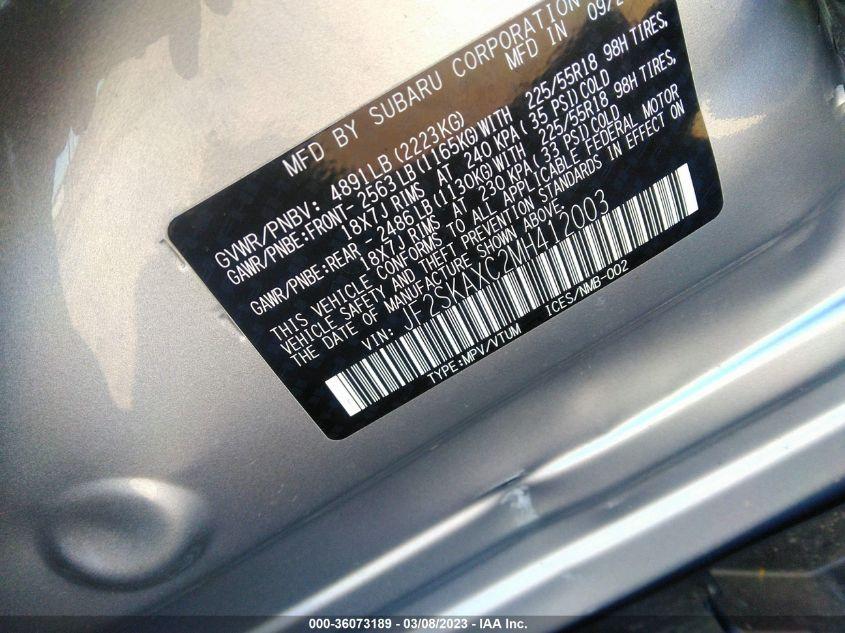 MFD BY SUBARU CORPORATION
MFD IN 09/2
GVWR/PNBV: 4891LB(2223KG)
GAWR/PNBE:FRONT- 2563LB(1165KG)WITH 225/55R18 98H TIRES,
18X7J RIMS AT 240 KPA(35 PSI)COLD
GAWR/PNBE:REAR- 2486LB(1130KG)WITH 225/55R18 98H TIRES,
18X7J RIMS AT 230 KPA(33 PSI)COLD
THIS VEHICLE CONFORMS TO ALL APPLICABLE FEDERAL MOTOR
VEHICLE SAFETY AND THEFT PREVENTION STANDARDS IN EFFECT ON
THE DATE OF MANUFACTURE SHOWN ABOVE.
VIN: JF2SKAXC2MH412003
TYPE:MPV/VTUM ICES/NMB-002
000-36073189 - 03/08/2023 - IAA Inc.